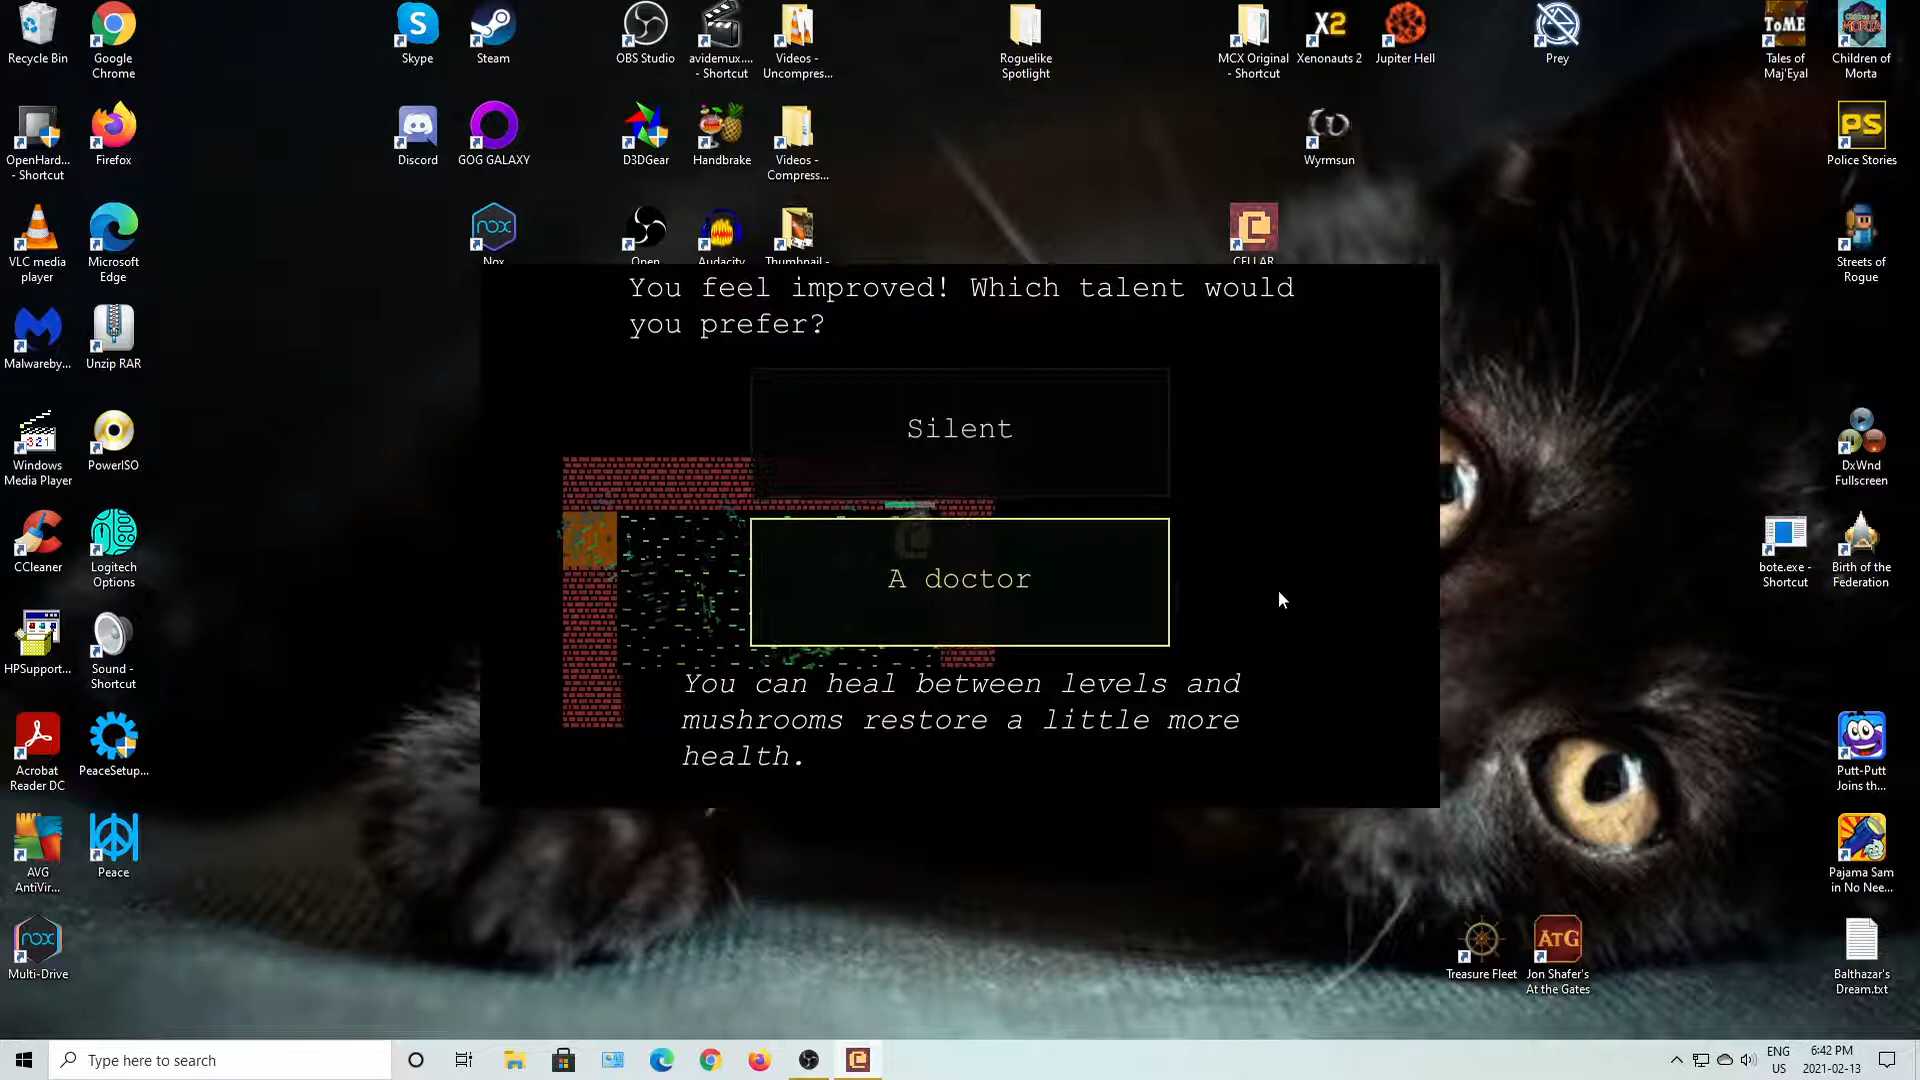 Recycle Bin
Google
Chrome
Skype
Steam
OBS Studio
avidemux....
- Shortcut
Videos -
Uncompres...
Roguelike
Spotlight
MCX Original
- Shortcut
Xenonauts 2
Jupiter Hell
Prey
Tales of
Maj'Eyal
Children of
Morta
OpenHard...
- Shortcut
Firefox
Discord
GOG GALAXY
D3DGear
Handbrake
Videos -
Compress...
Wyrmsun
Police Stories
VLC media
player
Microsoft
Edge
Nox
Open
Audacity
Thumbnail -
CELLAR
Streets of
Rogue
You feel improved! Which talent would
you prefer?
Silent
A doctor
You can heal between levels and
mushrooms restore a little more
health.
Malwareby...
Unzip RAR
Windows
Media Player
PowerISO
DxWnd
Fullscreen
CCleaner
Logitech
Options
bote.exe -
Shortcut
Birth of the
Federation
HPSupport...
Sound -
Shortcut
Acrobat
Reader DC
PeaceSetup...
Putt-Putt
Joins th...
AVG
AntiVir...
Peace
Pajama Sam
in No Nee...
Multi-Drive
Treasure Fleet
Jon Shafer's
At the Gates
Balthazar's
Dream.txt
Type here to search
ENG
US
6:42 PM
2021-02-13